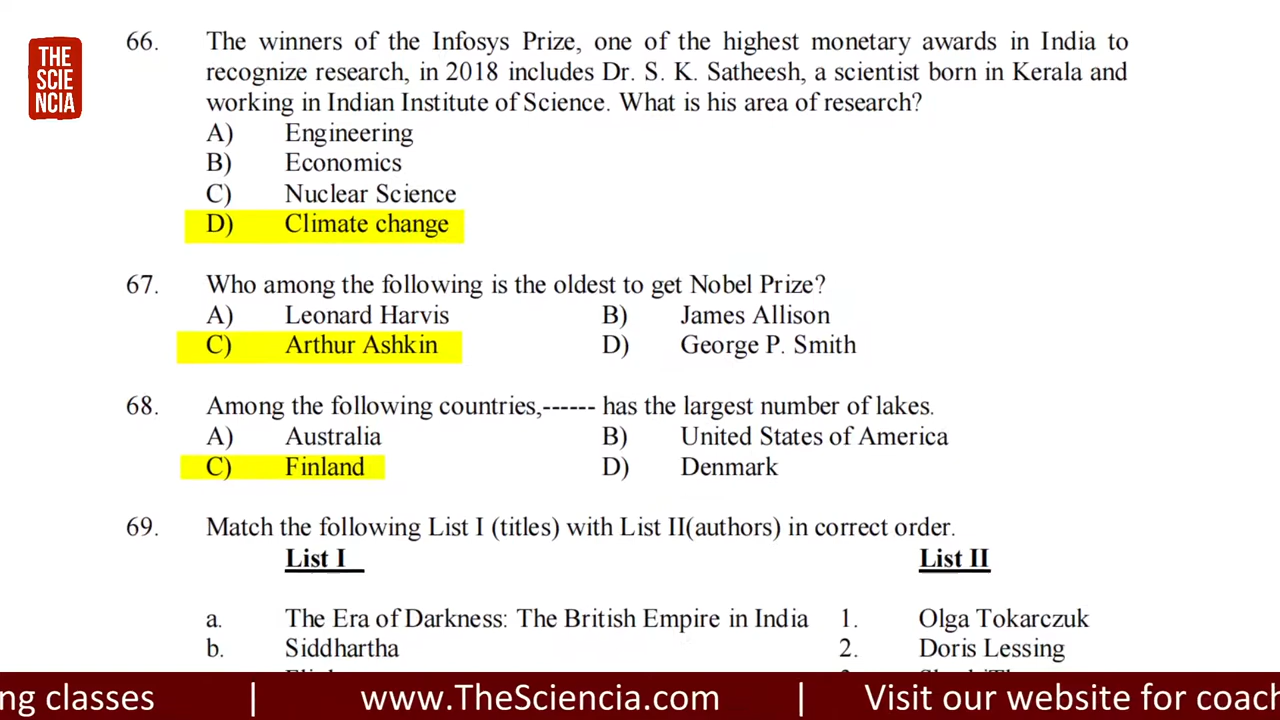 THE
SCIE
NCIA
66. The winners of the Infosys Prize, one of the highest monetary awards in India to
recognize research, in 2018 includes Dr. S. K. Satheesh, a scientist born in Kerala and
working in Indian Institute of Science. What is his area of research?
A) Engineering
B) Economics
C) Nuclear Science
D) Climate change
67. Who among the following is the oldest to get Nobel Prize?
A) Leonard Harvis B) James Allison
C) Arthur Ashkin D) George P. Smith
68. Among the following countries,------ has the largest number of lakes.
A) Australia B) United States of America
C) Finland D) Denmark
69. Match the following List I (titles) with List II(authors) in correct order.
List I List II
a. The Era of Darkness: The British Empire in India 1. Olga Tokarczuk
b. Siddhartha 2. Doris Lessing
ng classes | www.TheSciencia.com | Visit our website for coach